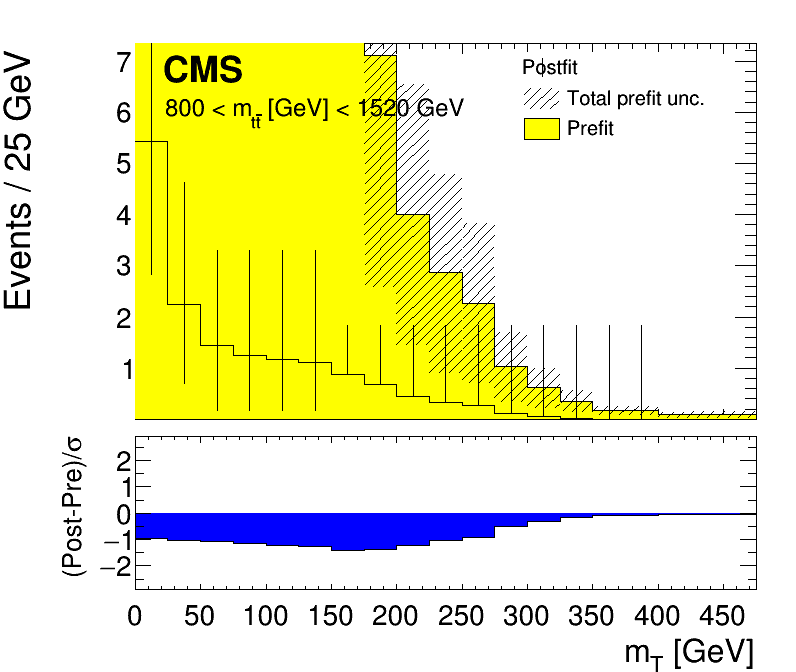 Events / 25 GeV
7
6
5
4
3
2
1
CMS
800 < m_tt̄ [GeV] < 1520 GeV
Postfit
Total prefit unc.
Prefit
(Post-Pre)/σ
2
1
0
−1
−2
0 50 100 150 200 250 300 350 400 450
m_T [GeV]